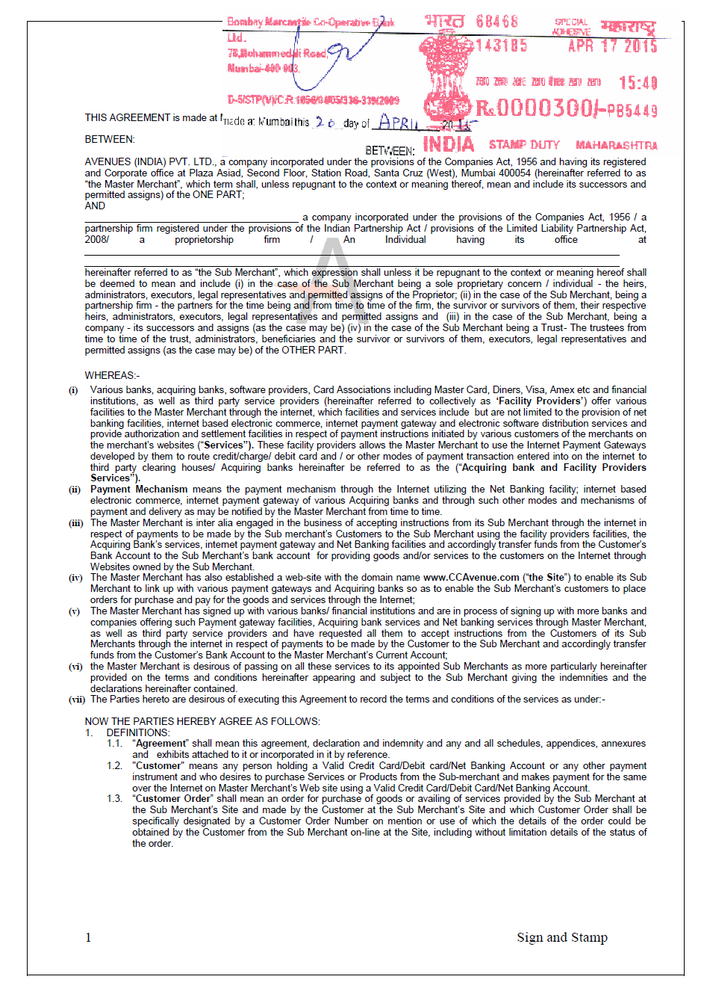 Bombay Marcantile Co-Operative Bank
Ltd.
78, Mohammedali Road,
Mumbai-400 003.
D-5/STP(V)/C.R.1056/04/05/336-339/2009
भारत 68468 SPECIAL ADHESIVE महाराष्ट्र
143185 APR 17 2015
zero zero zero zero three zero zero 15:40
Rs.0000300/-PB5449
INDIA STAMP DUTY MAHARASHTRA
THIS AGREEMENT is made at made at Mumbai this 20 day of APRIL 2015
BETWEEN:
BETWEEN:
AVENUES (INDIA) PVT. LTD., a company incorporated under the provisions of the Companies Act, 1956 and having its registered
and Corporate office at Plaza Asiad, Second Floor, Station Road, Santa Cruz (West), Mumbai 400054 (hereinafter referred to as
“the Master Merchant”, which term shall, unless repugnant to the context or meaning thereof, mean and include its successors and
permitted assigns) of the ONE PART;
AND
a company incorporated under the provisions of the Companies Act, 1956 / a
partnership firm registered under the provisions of the Indian Partnership Act / provisions of the Limited Liability Partnership Act,
2008/ a proprietorship firm / An Individual having its office at
hereinafter referred to as “the Sub Merchant”, which expression shall unless it be repugnant to the context or meaning hereof shall
be deemed to mean and include (i) in the case of the Sub Merchant being a sole proprietary concern / individual - the heirs,
administrators, executors, legal representatives and permitted assigns of the Proprietor; (ii) in the case of the Sub Merchant, being a
partnership firm - the partners for the time being and from time to time of the firm, the survivor or survivors of them, their respective
heirs, administrators, executors, legal representatives and permitted assigns and (iii) in the case of the Sub Merchant, being a
company - its successors and assigns (as the case may be) (iv) in the case of the Sub Merchant being a Trust- The trustees from
time to time of the trust, administrators, beneficiaries and the survivor or survivors of them, executors, legal representatives and
permitted assigns (as the case may be) of the OTHER PART.
WHEREAS:-
(i) Various banks, acquiring banks, software providers, Card Associations including Master Card, Diners, Visa, Amex etc and financial
institutions, as well as third party service providers (hereinafter referred to collectively as ‘Facility Providers’) offer various
facilities to the Master Merchant through the internet, which facilities and services include but are not limited to the provision of net
banking facilities, internet based electronic commerce, internet payment gateway and electronic software distribution services and
provide authorization and settlement facilities in respect of payment instructions initiated by various customers of the merchants on
the merchant’s websites (“Services”). These facility providers allows the Master Merchant to use the Internet Payment Gateways
developed by them to route credit/charge/ debit card and / or other modes of payment transaction entered into on the internet to
third party clearing houses/ Acquiring banks hereinafter be referred to as the (“Acquiring bank and Facility Providers
Services”).
(ii) Payment Mechanism means the payment mechanism through the Internet utilizing the Net Banking facility; internet based
electronic commerce, internet payment gateway of various Acquiring banks and through such other modes and mechanisms of
payment and delivery as may be notified by the Master Merchant from time to time.
(iii) The Master Merchant is inter alia engaged in the business of accepting instructions from its Sub Merchant through the internet in
respect of payments to be made by the Sub merchant’s Customers to the Sub Merchant using the facility providers facilities, the
Acquiring Bank’s services, internet payment gateway and Net Banking facilities and accordingly transfer funds from the Customer’s
Bank Account to the Sub Merchant’s bank account for providing goods and/or services to the customers on the Internet through
Websites owned by the Sub Merchant.
(iv) The Master Merchant has also established a web-site with the domain name www.CCAvenue.com (“the Site”) to enable its Sub
Merchant to link up with various payment gateways and Acquiring banks so as to enable the Sub Merchant’s customers to place
orders for purchase and pay for the goods and services through the Internet;
(v) The Master Merchant has signed up with various banks/ financial institutions and are in process of signing up with more banks and
companies offering such Payment gateway facilities, Acquiring bank services and Net banking services through Master Merchant,
as well as third party service providers and have requested all them to accept instructions from the Customers of its Sub
Merchants through the internet in respect of payments to be made by the Customer to the Sub Merchant and accordingly transfer
funds from the Customer’s Bank Account to the Master Merchant’s Current Account;
(vi) the Master Merchant is desirous of passing on all these services to its appointed Sub Merchants as more particularly hereinafter
provided on the terms and conditions hereinafter appearing and subject to the Sub Merchant giving the indemnities and the
declarations hereinafter contained.
(vii) The Parties hereto are desirous of executing this Agreement to record the terms and conditions of the services as under:-
NOW THE PARTIES HEREBY AGREE AS FOLLOWS:
1. DEFINITIONS:
1.1. “Agreement” shall mean this agreement, declaration and indemnity and any and all schedules, appendices, annexures
and exhibits attached to it or incorporated in it by reference.
1.2. "Customer" means any person holding a Valid Credit Card/Debit card/Net Banking Account or any other payment
instrument and who desires to purchase Services or Products from the Sub-merchant and makes payment for the same
over the Internet on Master Merchant’s Web site using a Valid Credit Card/Debit Card/Net Banking Account.
1.3. “Customer Order” shall mean an order for purchase of goods or availing of services provided by the Sub Merchant at
the Sub Merchant’s Site and made by the Customer at the Sub Merchant’s Site and which Customer Order shall be
specifically designated by a Customer Order Number on mention or use of which the details of the order could be
obtained by the Customer from the Sub Merchant on-line at the Site, including without limitation details of the status of
the order.
1 Sign and Stamp